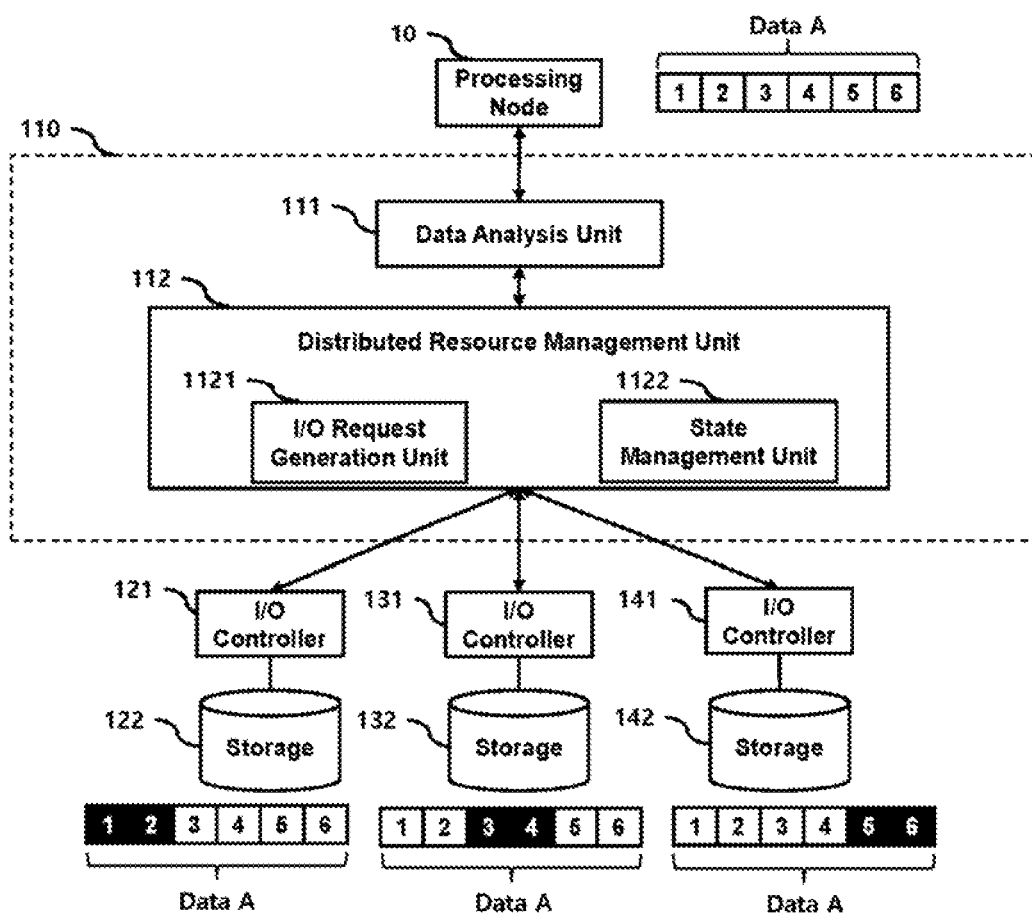 10
Processing
Node
Data A
1 2 3 4 5 6
110
111
Data Analysis Unit
112
Distributed Resource Management Unit
1121
I/O Request
Generation Unit
1122
State
Management Unit
121
I/O
Controller
131
I/O
Controller
141
I/O
Controller
122
Storage
132
Storage
142
Storage
1 2 3 4 5 6
1 2 3 4 5 6
1 2 3 4 5 6
Data A
Data A
Data A